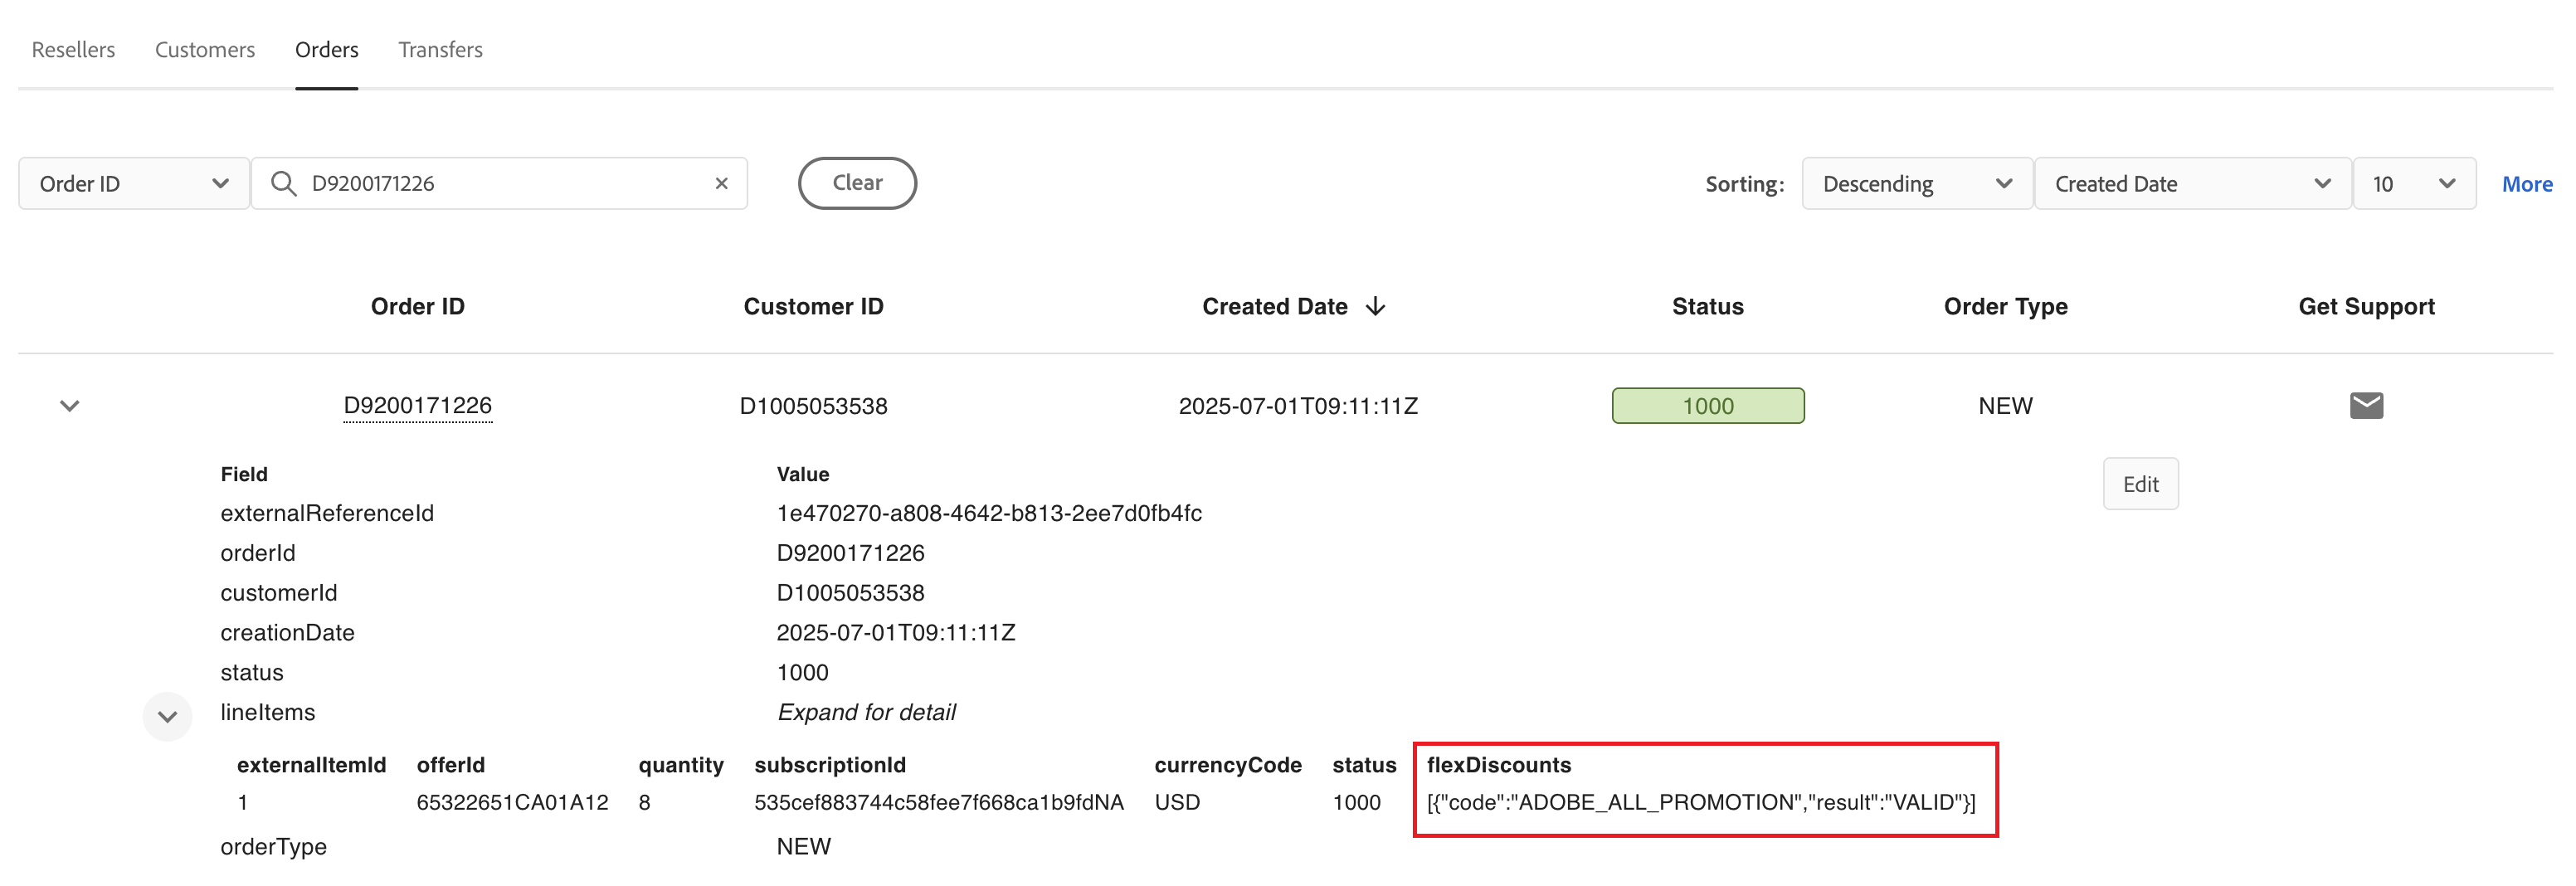 Resellers Customers Orders Transfers
Order ID D9200171226 Clear Sorting: Descending Created Date 10 More
Order ID Customer ID Created Date Status Order Type Get Support
D9200171226 D1005053538 2025-07-01T09:11:11Z 1000 NEW
Field Value Edit
externalReferenceId 1e470270-a808-4642-b813-2ee7d0fb4fc
orderId D9200171226
customerId D1005053538
creationDate 2025-07-01T09:11:11Z
status 1000
lineItems Expand for detail
externalItemId offerId quantity subscriptionId currencyCode status flexDiscounts
1 65322651CA01A12 8 535cef883744c58fee7f668ca1b9fdNA USD 1000 [{"code":"ADOBE_ALL_PROMOTION","result":"VALID"}]
orderType NEW